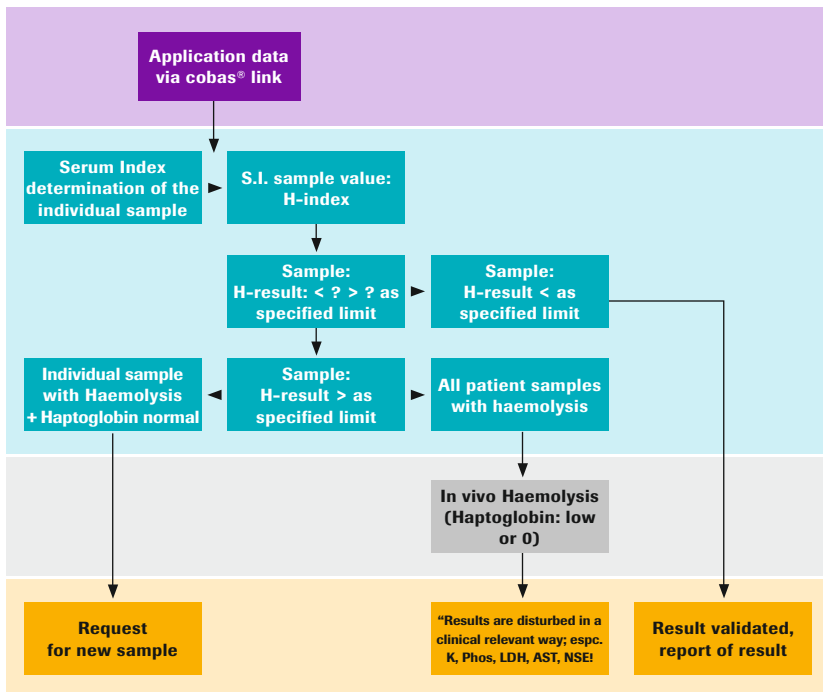 Application data
via cobas® link
Serum Index
determination of the
individual sample
S.I. sample value:
H-index
Sample:
H-result: < ? > ? as
specified limit
Sample:
H-result < as
specified limit
Individual sample
with Haemolysis
+ Haptoglobin normal)
Sample:
H-result > as
specified limit
All patient samples
with haemolysis
In vivo Haemolysis
(Haptoglobin: low
or 0)
Request
for new sample
“Results are disturbed in a
clinical relevant way; espc.
K, Phos, LDH, AST, NSE!
Result validated,
report of result